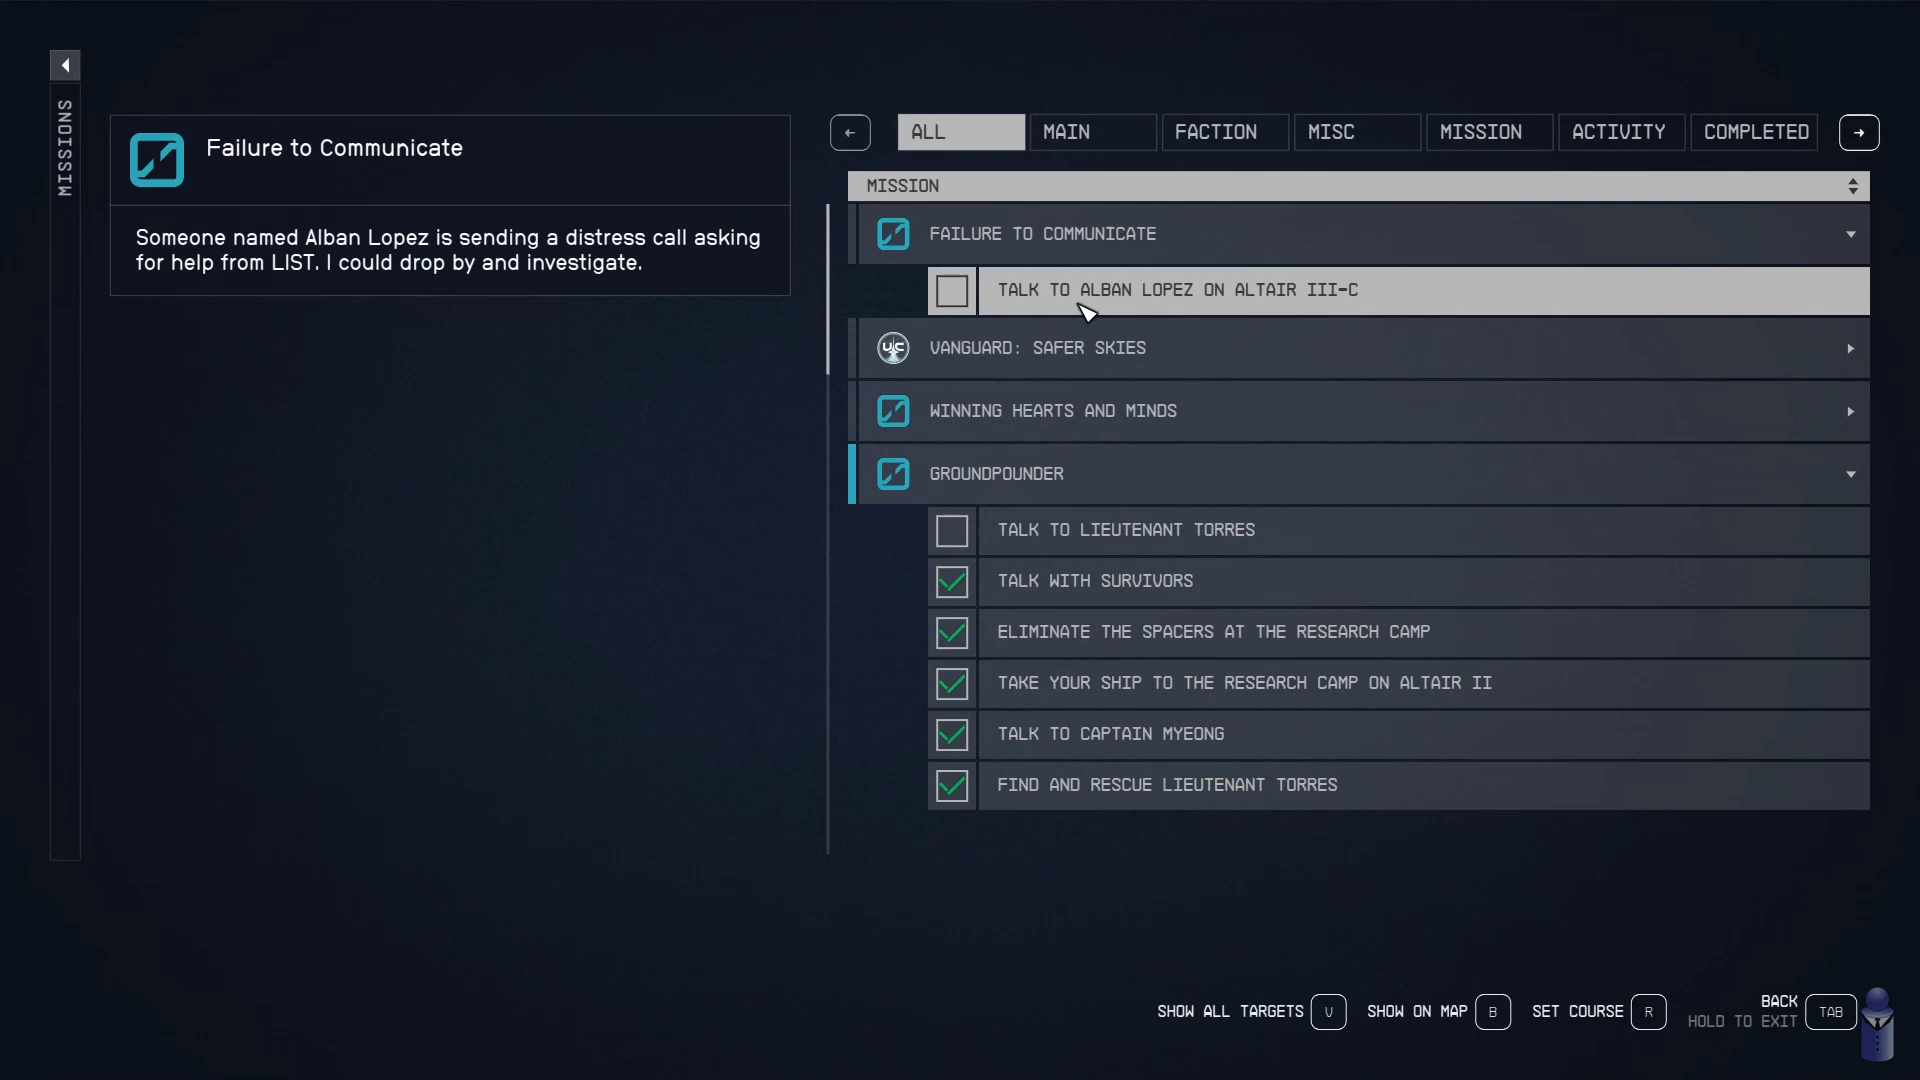 MISSIONS
Failure to Communicate
Someone named Alban Lopez is sending a distress call asking
for help from LIST. I could drop by and investigate.
ALL MAIN FACTION MISC MISSION ACTIVITY COMPLETED
MISSION
FAILURE TO COMMUNICATE
TALK TO ALBAN LOPEZ ON ALTAIR III-C
UC VANGUARD: SAFER SKIES
WINNING HEARTS AND MINDS
GROUNDPOUNDER
TALK TO LIEUTENANT TORRES
TALK WITH SURVIVORS
ELIMINATE THE SPACERS AT THE RESEARCH CAMP
TAKE YOUR SHIP TO THE RESEARCH CAMP ON ALTAIR II
TALK TO CAPTAIN MYEONG
FIND AND RESCUE LIEUTENANT TORRES
SHOW ALL TARGETS V SHOW ON MAP B SET COURSE R BACK TAB
HOLD TO EXIT